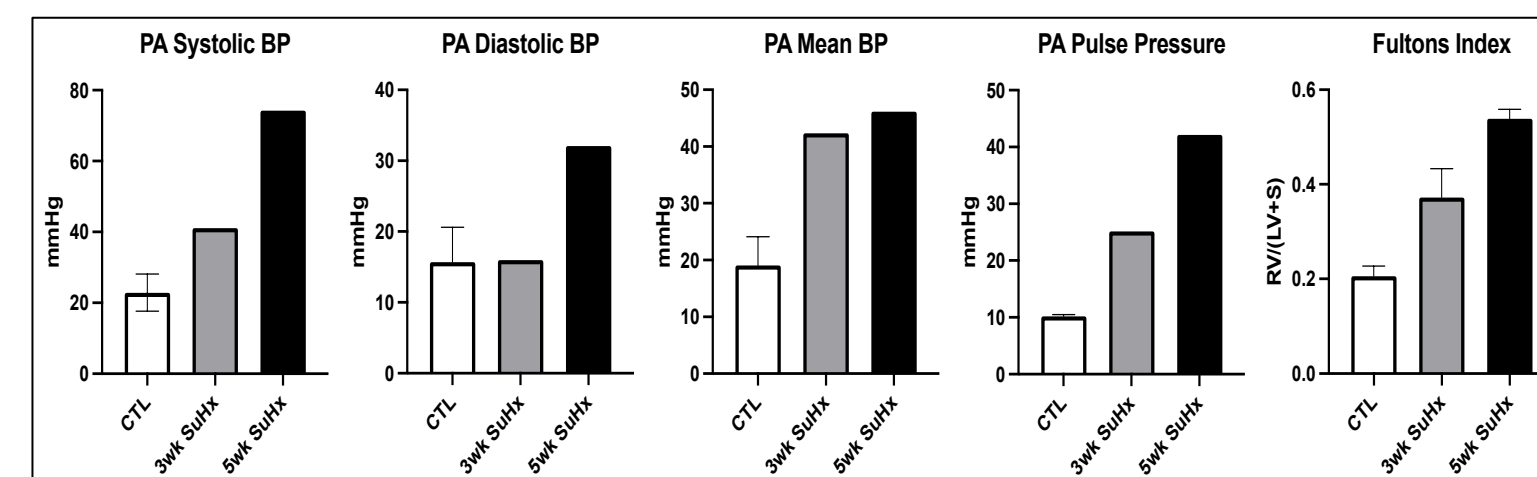 PA Systolic BP
80
60
40
20
0
mmHg
CTL
3wk SuHx
5wk SuHx
PA Diastolic BP
40
30
20
10
0
mmHg
CTL
3wk SuHx
5wk SuHx
PA Mean BP
50
40
30
20
10
0
mmHg
CTL
3wk SuHx
5wk SuHx
PA Pulse Pressure
50
40
30
20
10
0
mmHg
CTL
3wk SuHx
5wk SuHx
Fultons Index
0.6
0.4
0.2
0.0
RV/(LV+S)
CTL
3wk SuHx
5wk SuHx